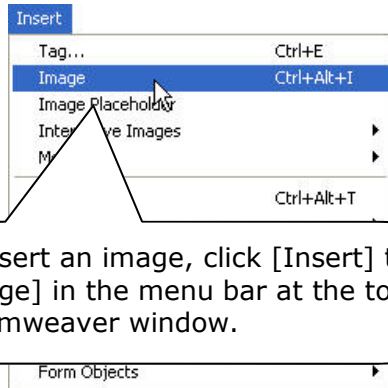 Insert
Tag... Ctrl+E
Image Ctrl+Alt+I
Image Placeholder
Images
Ctrl+Alt+T
sert an image, click [Insert] t
ge] in the menu bar at the to
mweaver window.
Form Objects